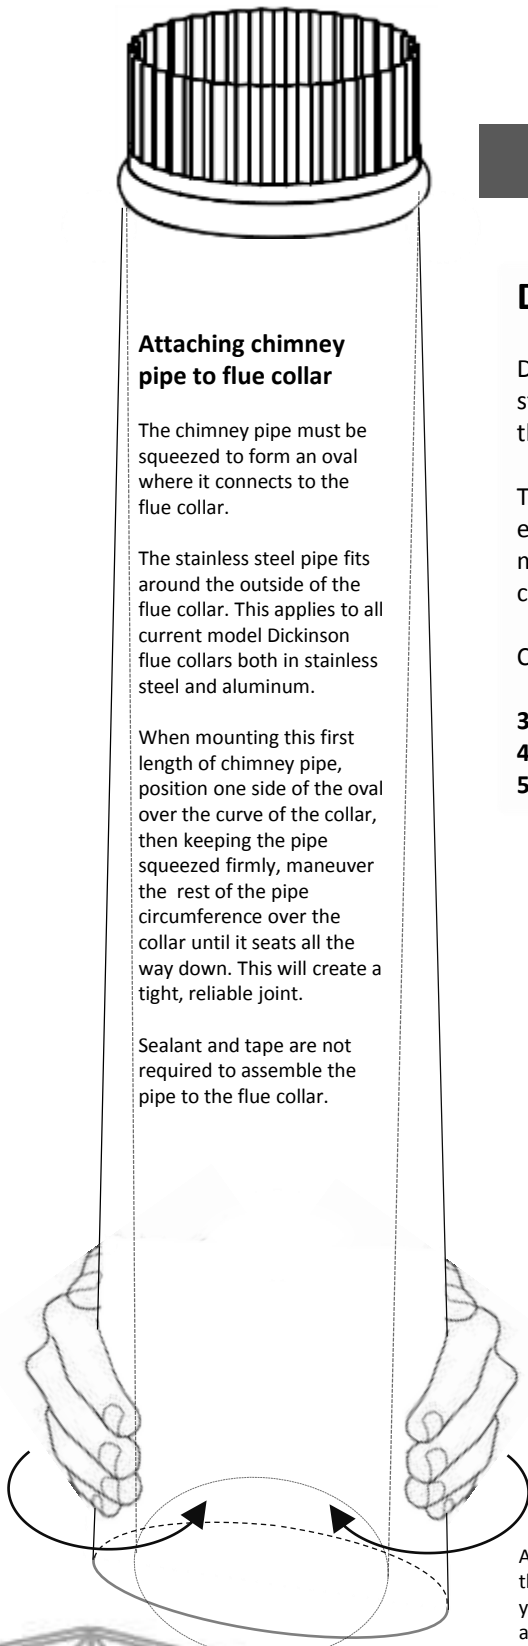 Attaching chimney
pipe to flue collar
The chimney pipe must be
squeezed to form an oval
where it connects to the
flue collar.
The stainless steel pipe fits
around the outside of the
flue collar. This applies to all
current model Dickinson
flue collars both in stainless
steel and aluminum.
When mounting this first
length of chimney pipe,
position one side of the oval
over the curve of the collar,
then keeping the pipe
squeezed firmly, maneuver
the  rest of the pipe
circumference over the
collar until it seats all the
way down. This will create a
tight, reliable joint.
Sealant and tape are not
required to assemble the
pipe to the flue collar.
3
4
5